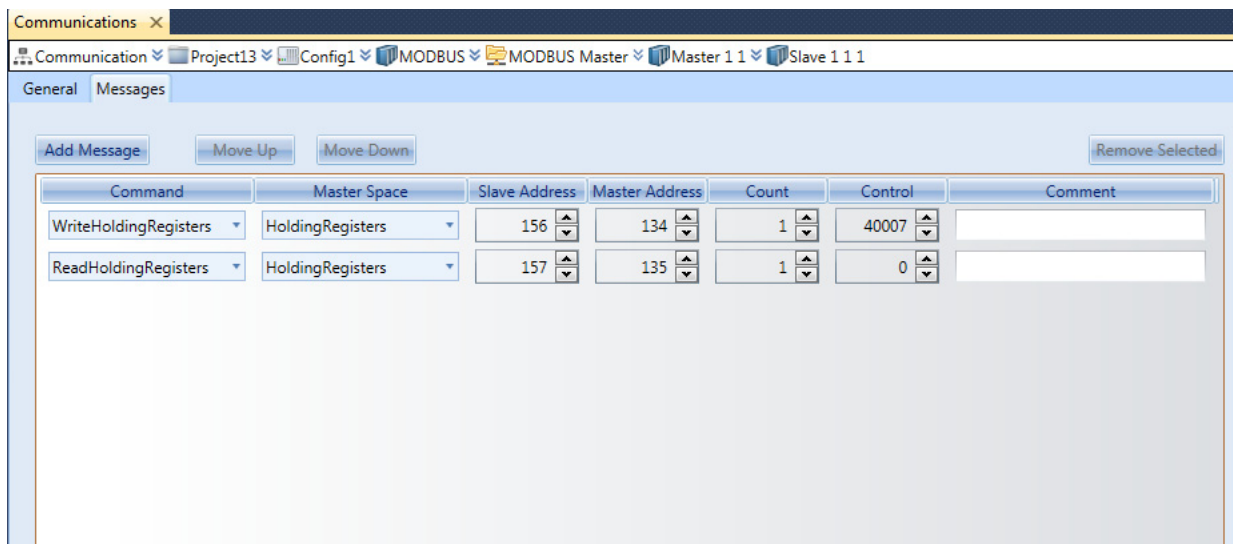 Communications
Communication Project13 Config1 MODBUS MODBUS Master Master 1 1 Slave 1 1 1
General Messages
Add Message Move Up Move Down Remove Selected
Command Master Space Slave Address Master Address Count Control Comment
WriteHoldingRegisters HoldingRegisters 156 134 1 40007
ReadHoldingRegisters HoldingRegisters 157 135 1 0